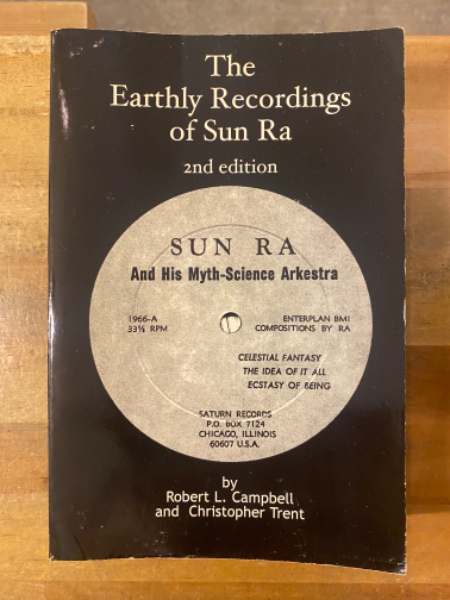 The
Earthly Recordings
of Sun Ra
2nd edition
SUN RA
And His Myth-Science Arkestra
1966-A
33⅓ RPM
ENTERPLAN BMI
COMPOSITIONS BY RA
CELESTIAL FANTASY
THE IDEA OF IT ALL
ECSTASY OF BEING
SATURN RECORDS
P.O. BOX 7124
CHICAGO, ILLINOIS
60607 U.S.A.
by
Robert L. Campbell
and Christopher Trent